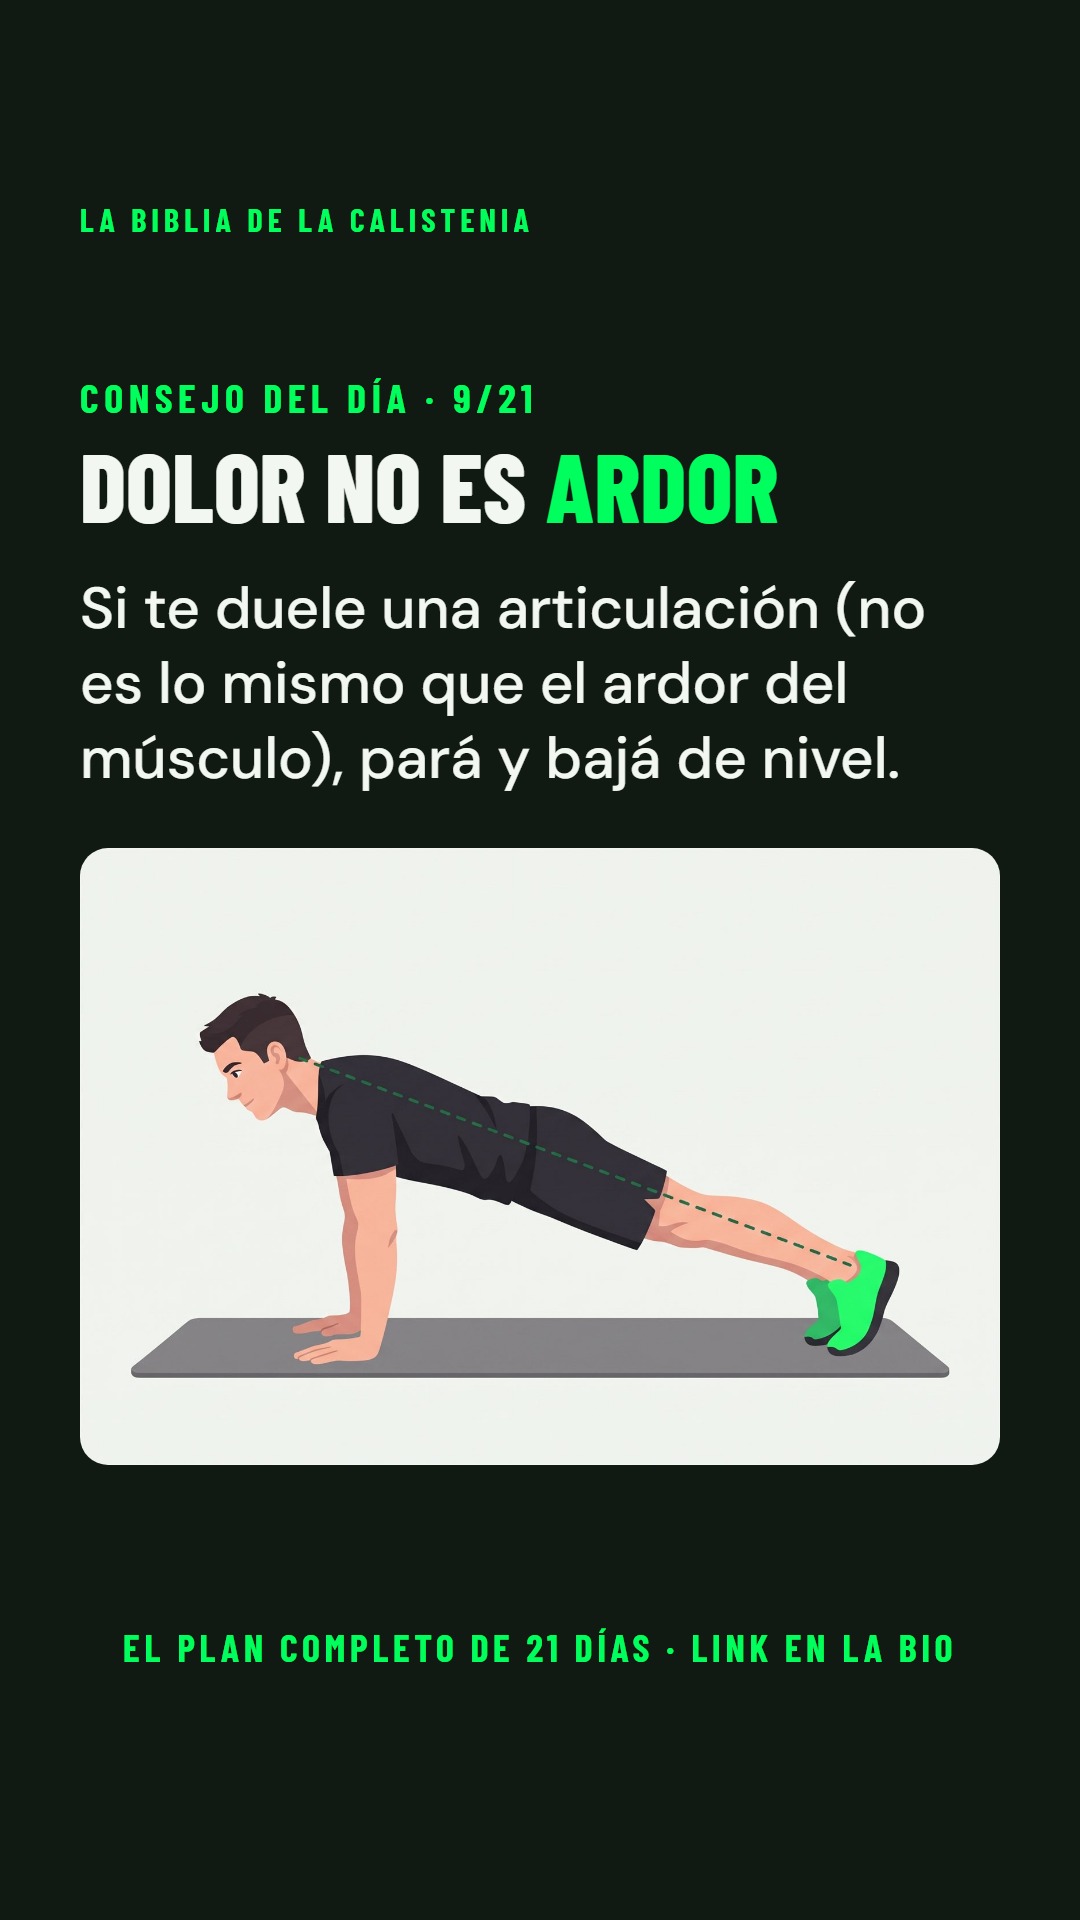 LA BIBLIA DE LA CALISTENIA
CONSEJO DEL DÍA · 9/21
DOLOR NO ES ARDOR
Si te duele una articulación (no
es lo mismo que el ardor del
músculo), pará y bajá de nivel.
EL PLAN COMPLETO DE 21 DÍAS · LINK EN LA BIO